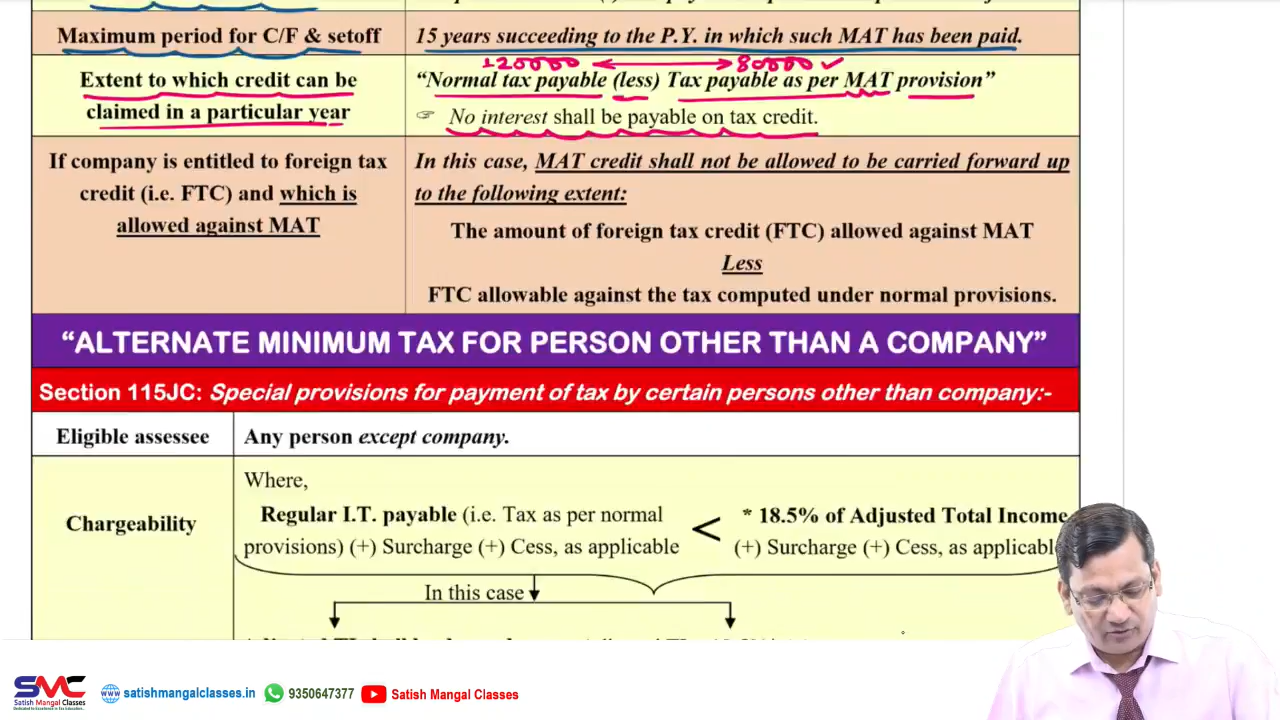 Maximum period for C/F & setoff
15 years succeeding to the P.Y. in which such MAT has been paid.
120000 80000
Extent to which credit can be claimed in a particular year
“Normal tax payable (less) Tax payable as per MAT provision”
☞ No interest shall be payable on tax credit.
If company is entitled to foreign tax
credit (i.e. FTC) and which is
allowed against MAT
In this case, MAT credit shall not be allowed to be carried forward up
to the following extent:
The amount of foreign tax credit (FTC) allowed against MAT
Less
FTC allowable against the tax computed under normal provisions.
“ALTERNATE MINIMUM TAX FOR PERSON OTHER THAN A COMPANY”
Section 115JC: Special provisions for payment of tax by certain persons other than company:-
Eligible assessee
Any person except company.
Chargeability
Where,
Regular I.T. payable (i.e. Tax as per normal
provisions) (+) Surcharge (+) Cess, as applicable
<
* 18.5% of Adjusted Total Income
(+) Surcharge (+) Cess, as applicabl
In this case
SMC
Satish Mangal Classes
satishmangalclasses.in
9350647377
Satish Mangal Classes